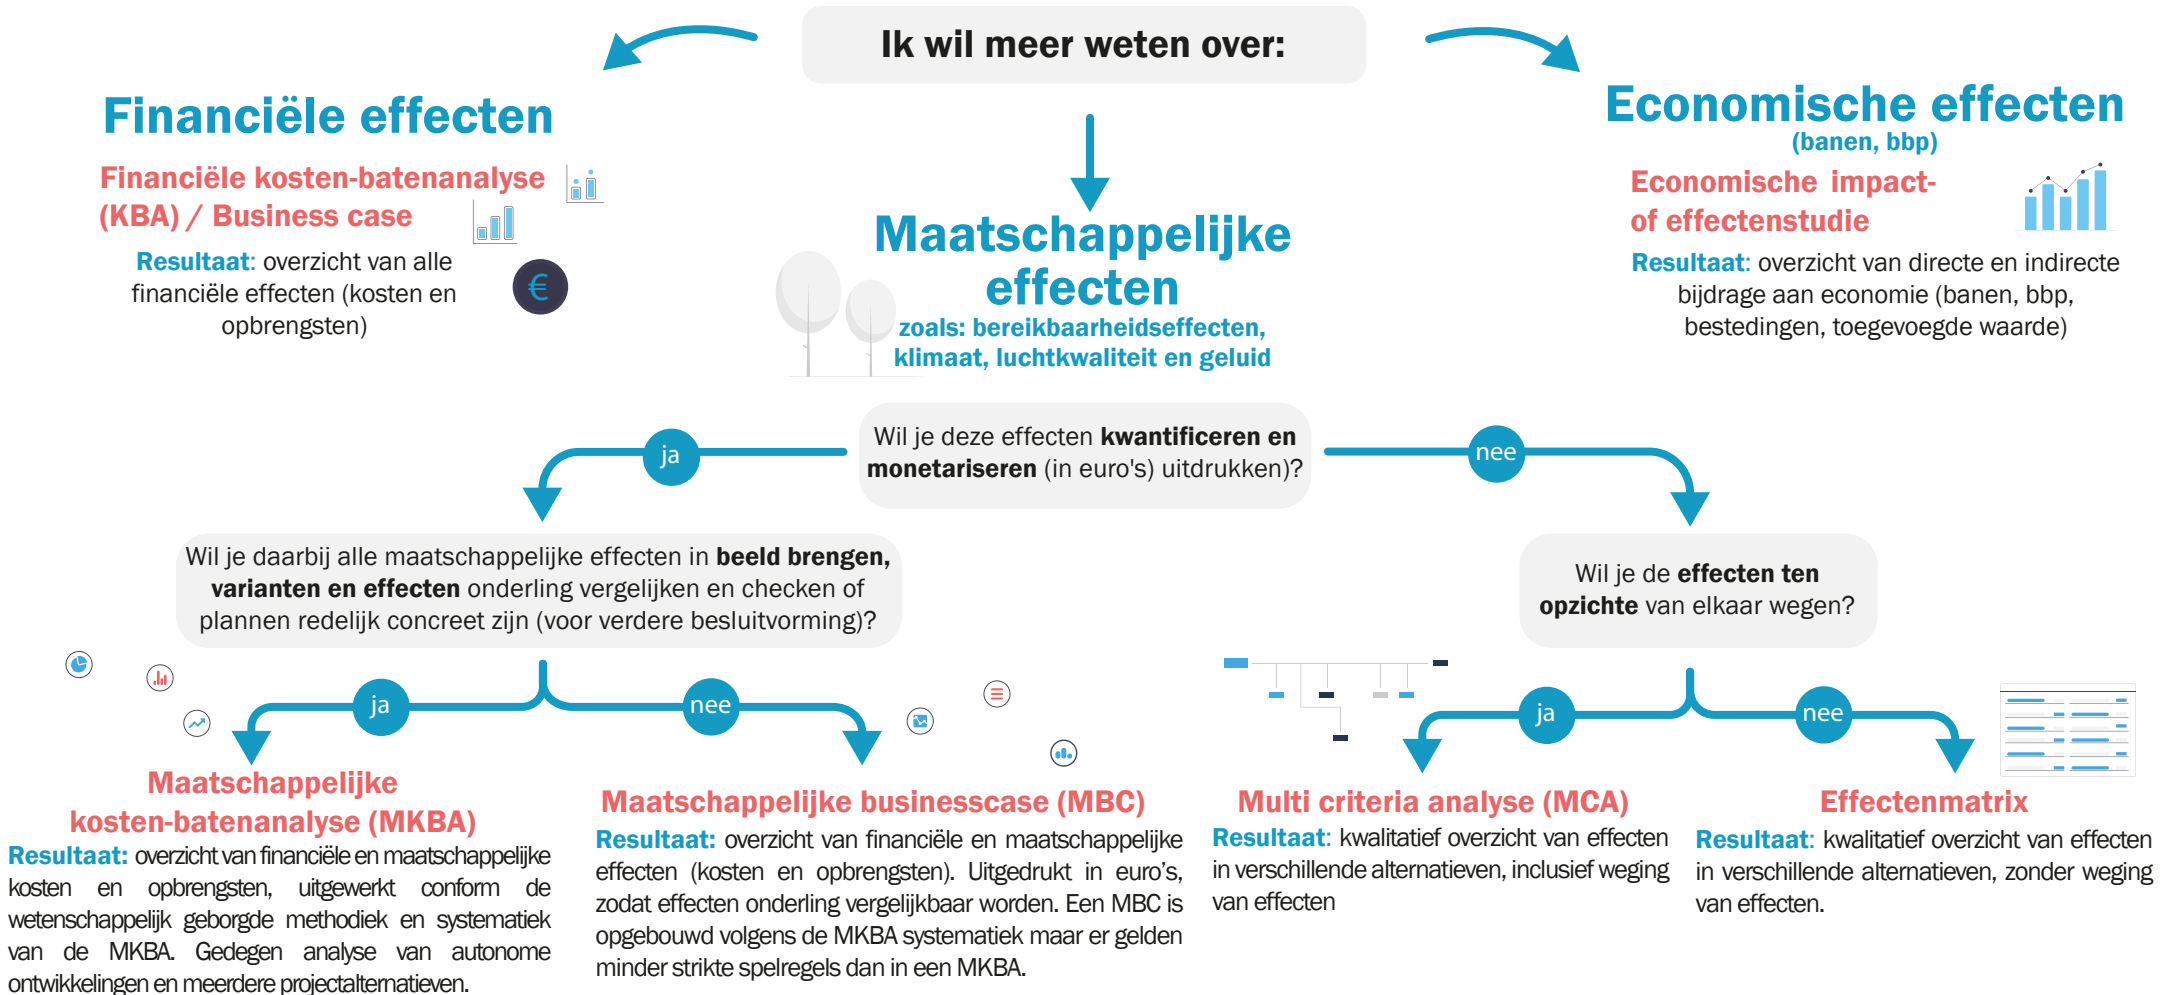 Ik wil meer weten over:
Financiële effecten
Financiële kosten-batenanalyse
(KBA) / Business case
Resultaat: overzicht van alle
financiële effecten (kosten en
opbrengsten)
€
Maatschappelijke
effecten
zoals: bereikbaarheidseffecten,
klimaat, luchtkwaliteit en geluid
Economische effecten
(banen, bbp)
Economische impact-
of effectenstudie
Resultaat: overzicht van directe en indirecte
bijdrage aan economie (banen, bbp,
bestedingen, toegevoegde waarde)
Wil je deze effecten kwantificeren en
monetariseren (in euro's) uitdrukken)?
ja
nee
Wil je daarbij alle maatschappelijke effecten in beeld brengen,
varianten en effecten onderling vergelijken en checken of
plannen redelijk concreet zijn (voor verdere besluitvorming)?
Wil je de effecten ten
opzichte van elkaar wegen?
ja
nee
ja
nee
Maatschappelijke
kosten-batenanalyse (MKBA)
Resultaat: overzicht van financiële en maatschappelijke
kosten en opbrengsten, uitgewerkt conform de
wetenschappelijk geborgde methodiek en systematiek
van de MKBA. Gedegen analyse van autonome
ontwikkelingen en meerdere projectalternatieven.
Maatschappelijke businesscase (MBC)
Resultaat: overzicht van financiële en maatschappelijke
effecten (kosten en opbrengsten). Uitgedrukt in euro’s,
zodat effecten onderling vergelijkbaar worden. Een MBC is
opgebouwd volgens de MKBA systematiek maar er gelden
minder strikte spelregels dan in een MKBA.
Multi criteria analyse (MCA)
Resultaat: kwalitatief overzicht van effecten
in verschillende alternatieven, inclusief weging
van effecten
Effectenmatrix
Resultaat: kwalitatief overzicht van effecten
in verschillende alternatieven, zonder weging
van effecten.